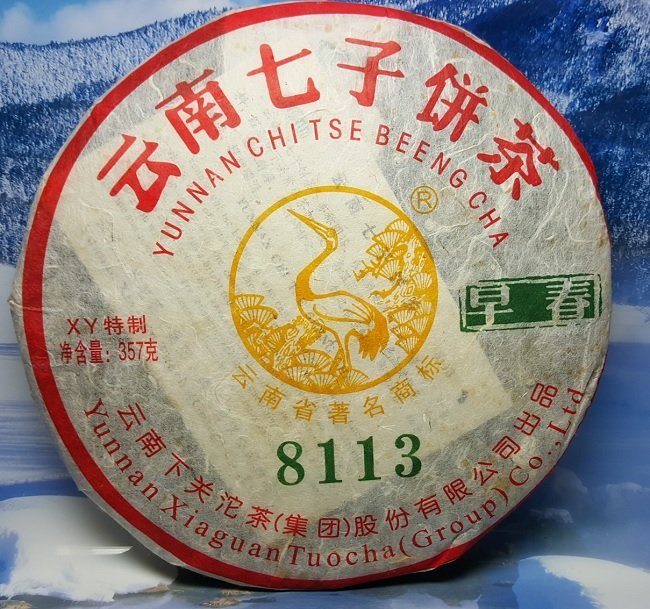 云南七子饼茶
YUNNAN CHI TSE BEENG CHA
®
早春
XY特制
净含量：357克
云南省著名商标
8113
云南下关沱茶(集团)股份有限公司出品
Yunnan Xiaguan Tuocha(Group)Co.,Ltd